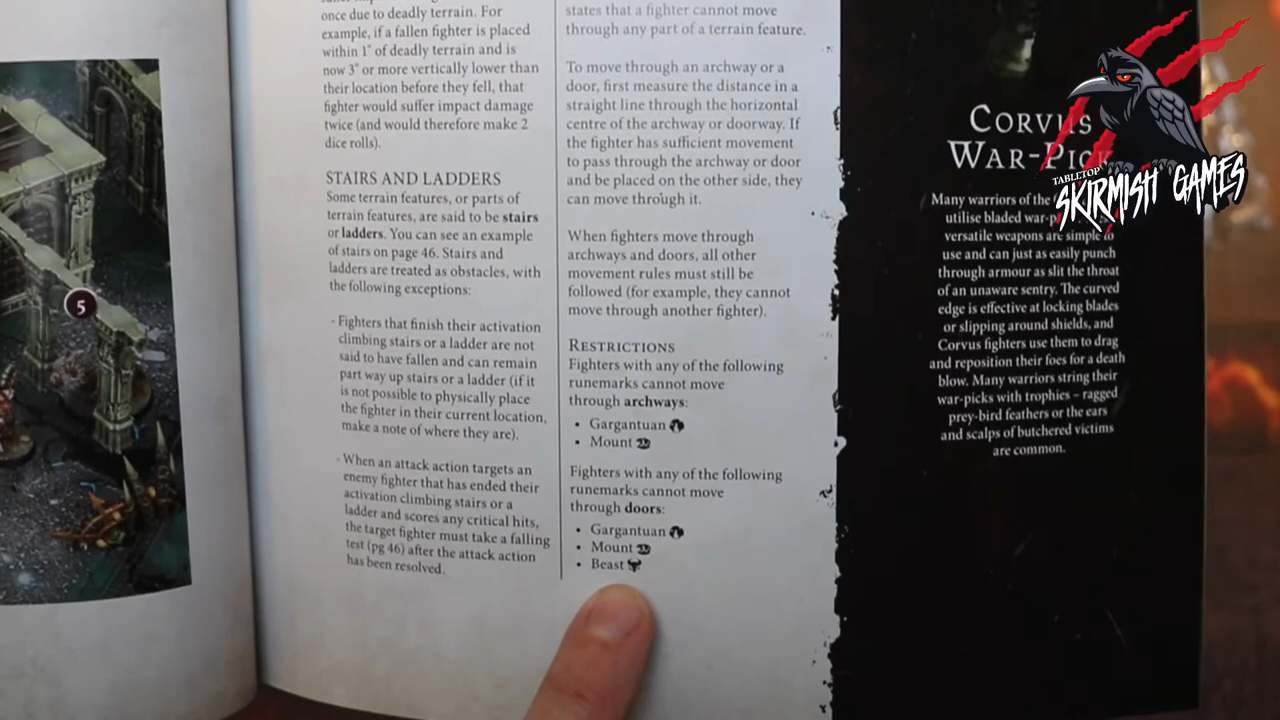 once due to deadly terrain. For
example, if a fallen fighter is placed
within 1" of deadly terrain and is
now 3" or more vertically lower than
their location before they fell, that
fighter would suffer impact damage
twice (and would therefore make 2
dice rolls).
STAIRS AND LADDERS
Some terrain features, or parts of
terrain features, are said to be stairs
or ladders. You can see an example
of stairs on page 46. Stairs and
ladders are treated as obstacles, with
the following exceptions:
- Fighters that finish their activation
climbing stairs or a ladder are not
said to have fallen and can remain
part way up stairs or a ladder (if it
is not possible to physically place
the fighter in their current location,
make a note of where they are).
- When an attack action targets an
enemy fighter that has ended their
activation climbing stairs or a
ladder and scores any critical hits,
the target fighter must take a falling
test (pg 46) after the attack action
has been resolved.
states that a fighter cannot move
through any part of a terrain feature.
To move through an archway or a
door, first measure the distance in a
straight line through the horizontal
centre of the archway or doorway. If
the fighter has sufficient movement
to pass through the archway or door
and be placed on the other side, they
can move through it.
When fighters move through
archways and doors, all other
movement rules must still be
followed (for example, they cannot
move through another fighter).
RESTRICTIONS
Fighters with any of the following
runemarks cannot move
through archways:
• Gargantuan
• Mount
Fighters with any of the following
runemarks cannot move
through doors:
• Gargantuan
• Mount
• Beast
5
CORVUS
WAR-PICK
Many warriors of the
utilise bladed
versatile weapons are simple to
use and can just as easily punch
through armour as slit the throat
of an unaware sentry. The curved
edge is effective at locking blades
or slipping around shields, and
Corvus fighters use them to drag
and reposition their foes for a death
blow. Many warriors string their
war-picks with trophies – ragged
prey-bird feathers or the ears
and scalps of butchered victims
are common.
TABLETOP
SKIRMISH GAMES